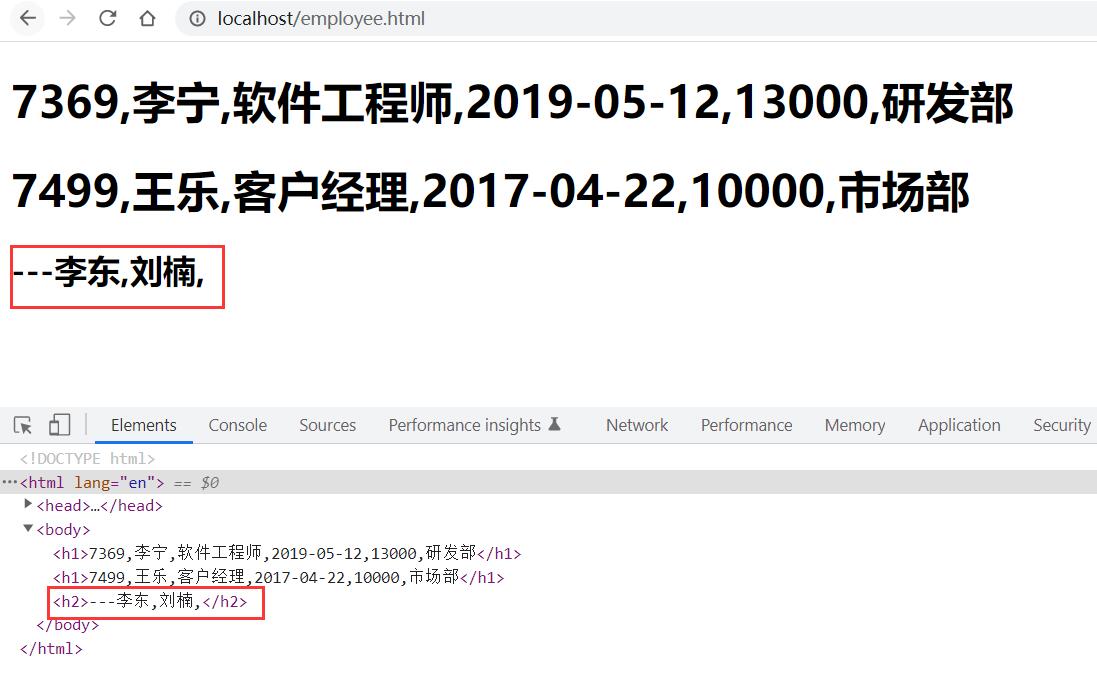 localhost/employee.html
7369,李宁,软件工程师,2019-05-12,13000,研发部
7499,王乐,客户经理,2017-04-22,10000,市场部
---李东,刘楠,
Elements Console Sources Performance insights Network Performance Memory Application Security
<!DOCTYPE html>
···<html lang="en"> == $0
<head>…</head>
<body>
<h1>7369,李宁,软件工程师,2019-05-12,13000,研发部</h1>
<h1>7499,王乐,客户经理,2017-04-22,10000,市场部</h1>
<h2>---李东,刘楠,</h2>
</body>
</html>